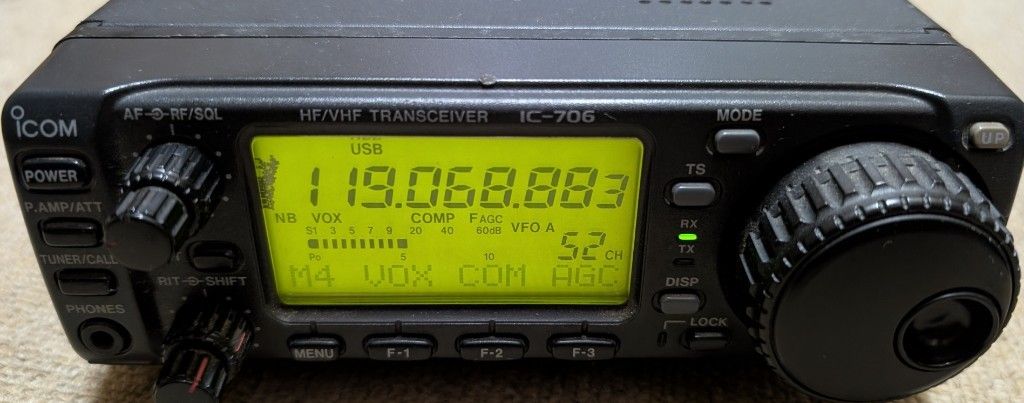 ICOM
AF RF/SQL
HF/VHF TRANSCEIVER IC-706
MODE
UP
POWER
P.AMP/ATT
TUNER/CALL
RIT SHIFT
PHONES
USB
119.068.883
NB VOX COMP FAGC VFO A
S1 3 5 7 9 20 40 60dB
52 CH
Po 5 10
M4 VOX COM AGC
TS
RX
TX
DISP
LOCK
MENU F-1 F-2 F-3